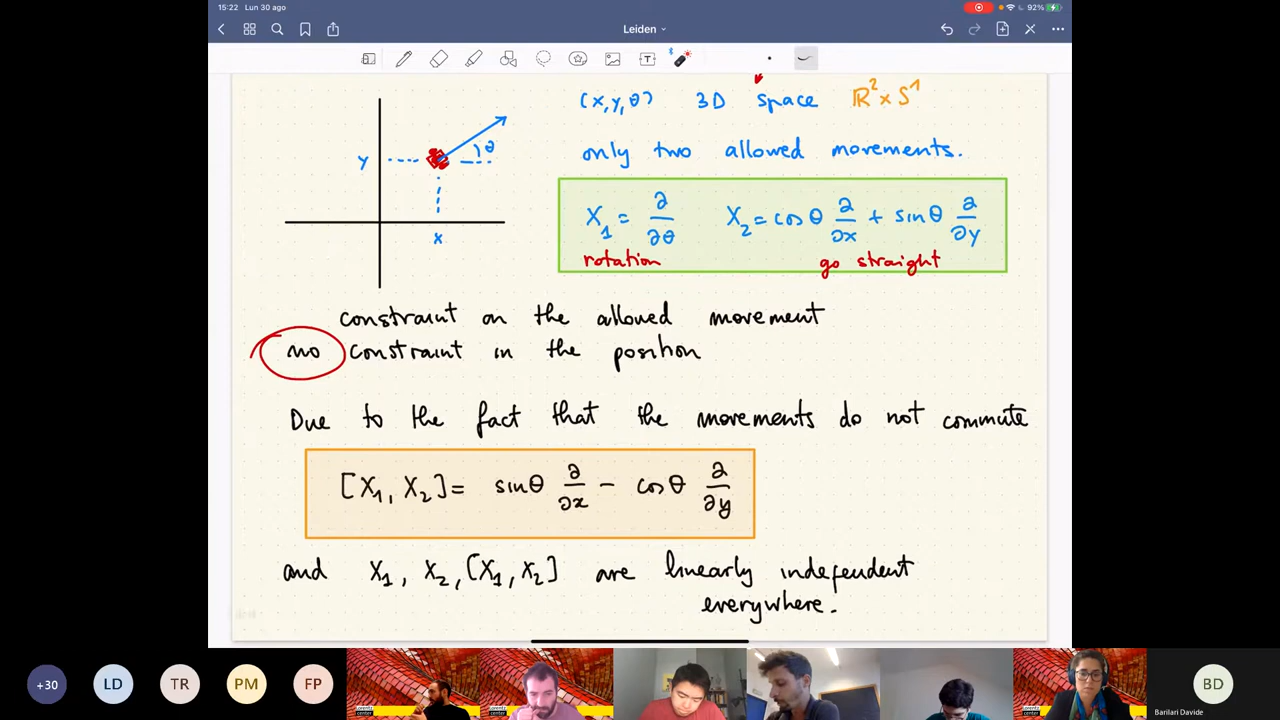 15:22 Lun 30 ago
92%
Leiden
(x, y, θ) 3D space ℝ² × S¹
y
θ
x
only two allowed movements.
X₁ = ∂/∂θ X₂ = cos θ ∂/∂x + sin θ ∂/∂y
rotation go straight
constraint on the allowed movement
no constraint in the position
Due to the fact that the movements do not commute
[X₁, X₂] = sin θ ∂/∂x − cos θ ∂/∂y
and X₁, X₂, [X₁, X₂] are linearly independent
everywhere.
+30 LD TR PM FP BD
Barilari Davide